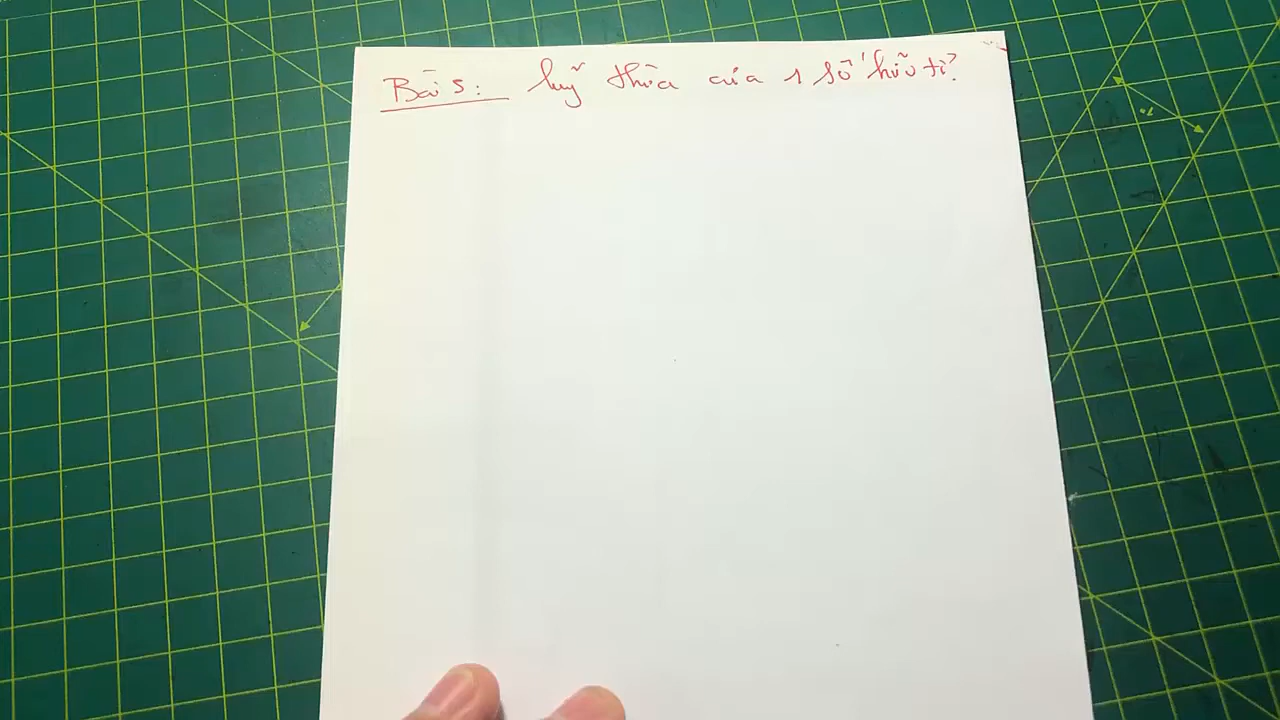 Bài 5: luỹ thừa của 1 số hữu tỉ.